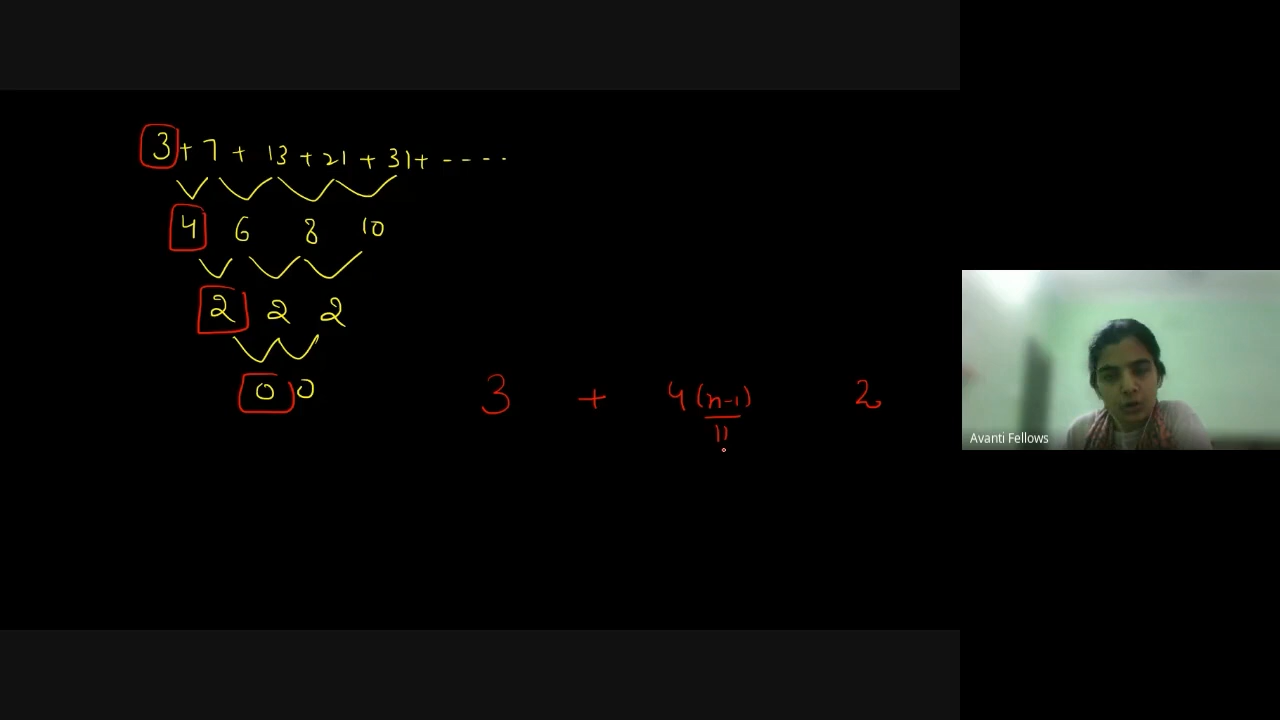 3 + 7 + 13 + 21 + 31 + - - - -
4 6 8 10
2 2 2
0 0
3 + 4 (n-1) 2
1!
Avanti Fellows